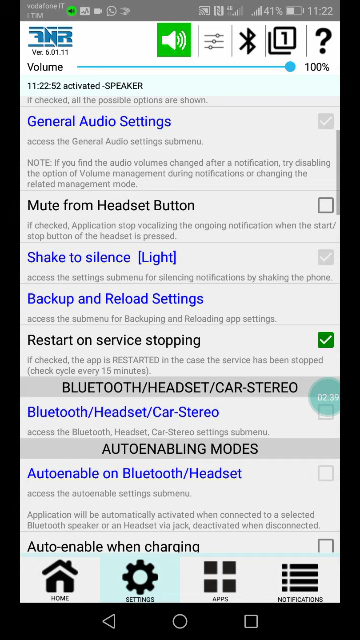 vodafone IT
| TIM
41%
11:22
BNR
Ver. 6.01.11
1
?
Volume
100%
11:22:52 activated -SPEAKER
If checked, all the possible options are shown.
General Audio Settings
access the General Audio settings submenu.
NOTE: If you find the audio volumes changed after a notification, try disabling
the option of Volume management during notifications or changing the
related management mode.
Mute from Headset Button
if checked, Application stop vocalizing the ongoing notification when the start/
stop button of the headset is pressed.
Shake to silence [Light]
access the settings submenu for silencing notifications by shaking the phone.
Backup and Reload Settings
access the submenu for Backuping and Reloading app settings.
Restart on service stopping
if checked, the app is RESTARTED in the case the service has been stopped
(check cycle every 15 minutes).
BLUETOOTH/HEADSET/CAR-STEREO
02:39
Bluetooth/Headset/Car-Stereo
access the Bluetooth, Headset, Car-Stereo settings submenu.
AUTOENABLING MODES
Autoenable on Bluetooth/Headset
access the autoenable settings submenu.
Application will be automatically activated when connected to a selected
Bluetooth speaker or an Headset via jack, deactivated when disconnected.
Auto-enable when charging
HOME
SETTINGS
APPS
NOTIFICATIONS